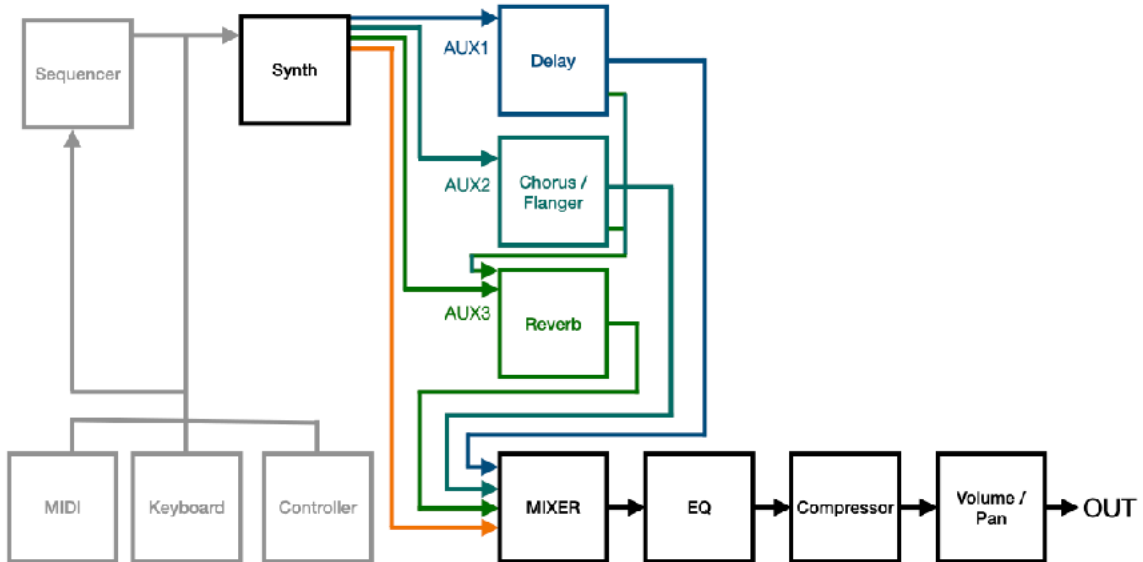 Sequencer
Synth
AUX1
Delay
AUX2
Chorus /
Flanger
AUX3
Reverb
MIDI
Keyboard
Controller
MIXER
EQ
Compressor
Volume /
Pan
OUT